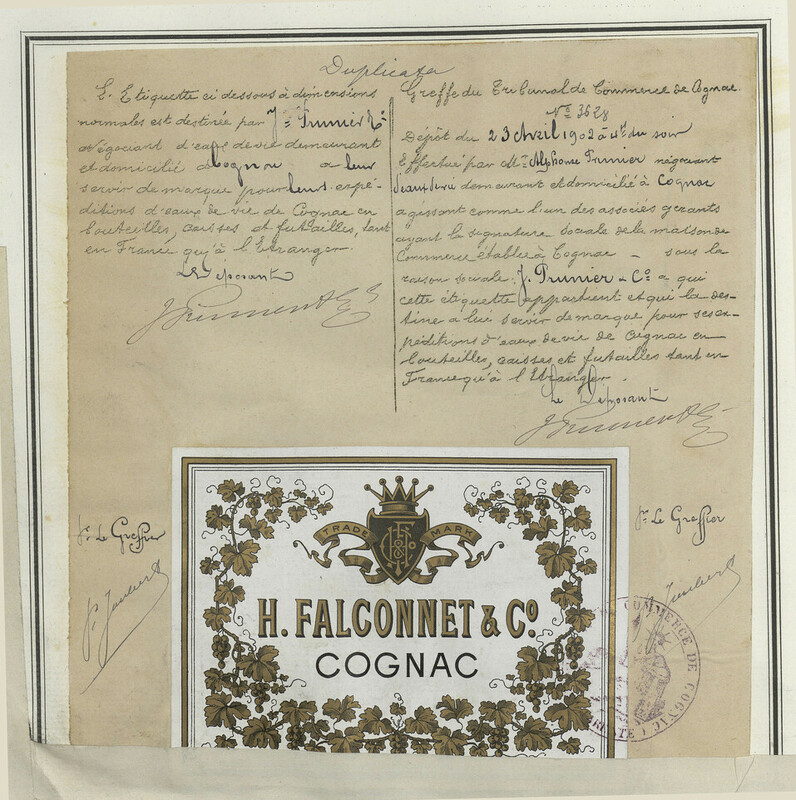 Duplicata
L'Etiquette ci dessous à dimensions
normales est destinée par J. Prunier & Cie
Négociant d'eaux de vie demeurant
et domicilié à Cognac a leur
servir de marque pour leurs expé-
ditions d'eaux de vie de Cognac en
bouteilles, caisses et futailles, tant
en France qu'à l'Etranger.
Le Déposant
J Prunier & Cie
Greffe du Tribunal de Commerce de Cognac
No 3628
Dépôt du 23 Avril 1902 à 4h du soir
Effectué par Mr Alphonse Prunier négociant
demeurant et domicilié à Cognac
agissant comme l'un des associés gerants
ayant la signature sociale de la maison de
Commerce établie à Cognac - sous la
raison sociale J. Prunier & Co a qui
cette étiquette appartient et qui la des-
tine a lui servir de marque pour ses ex-
péditions d'eaux de vie de Cognac en
bouteilles, caisses et futailles tant en
France qu'à l'Etranger.
Le Déposant
J Prunier & Cie
pr Le Greffier
pr Le Greffier
TRADE MARK
H. FALCONNET & Co.
COGNAC
COMMERCE DE COGNAC